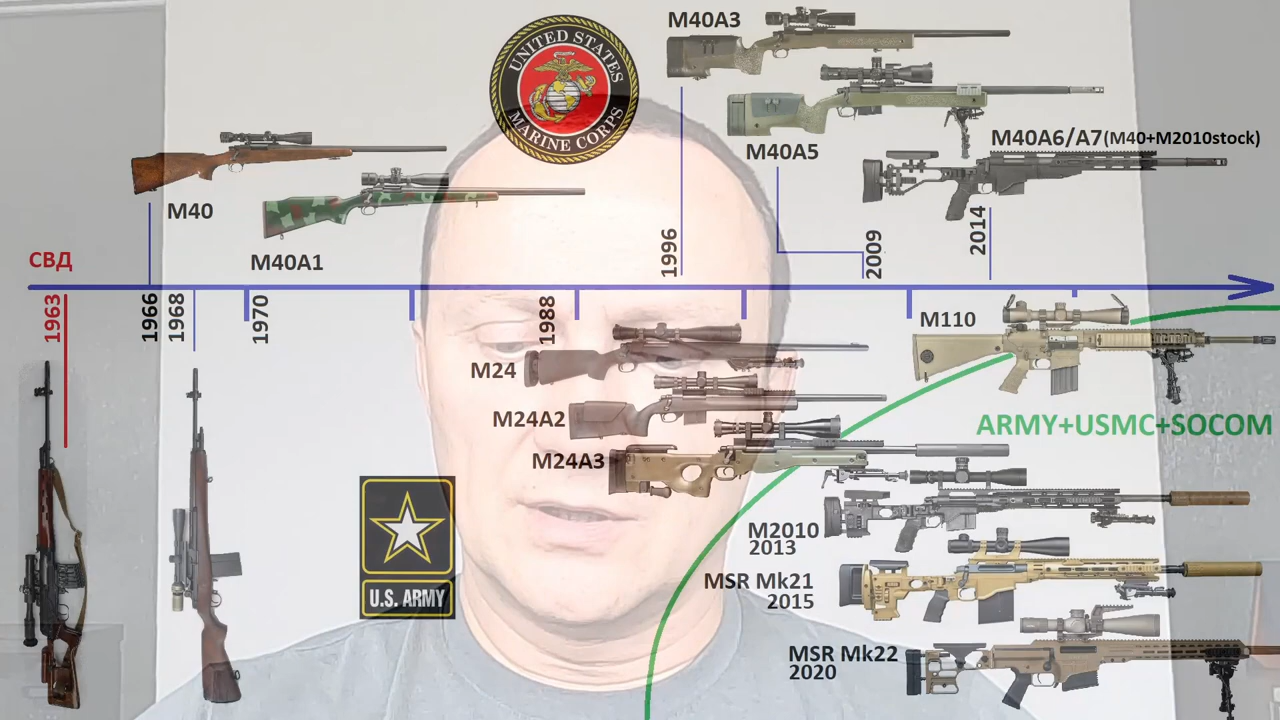 M40A3
UNITED STATES
MARINE CORPS
M40A6/A7(M40+M2010stock)
M40A5
M40
M40A1
СВД
1996
2009
2014
1963
1966
1968
1970
1988
M110
M24
M24A2
ARMY+USMC+SOCOM
M24A3
M2010
2013
MSR Mk21
2015
U.S. ARMY
MSR Mk22
2020